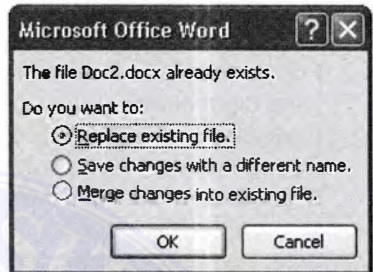 Microsoft Office Word
The file Doc2.docx already exists.
Do you want to:
Replace existing file.
Save changes with a different name.
Merge changes into existing file.
OK Cancel